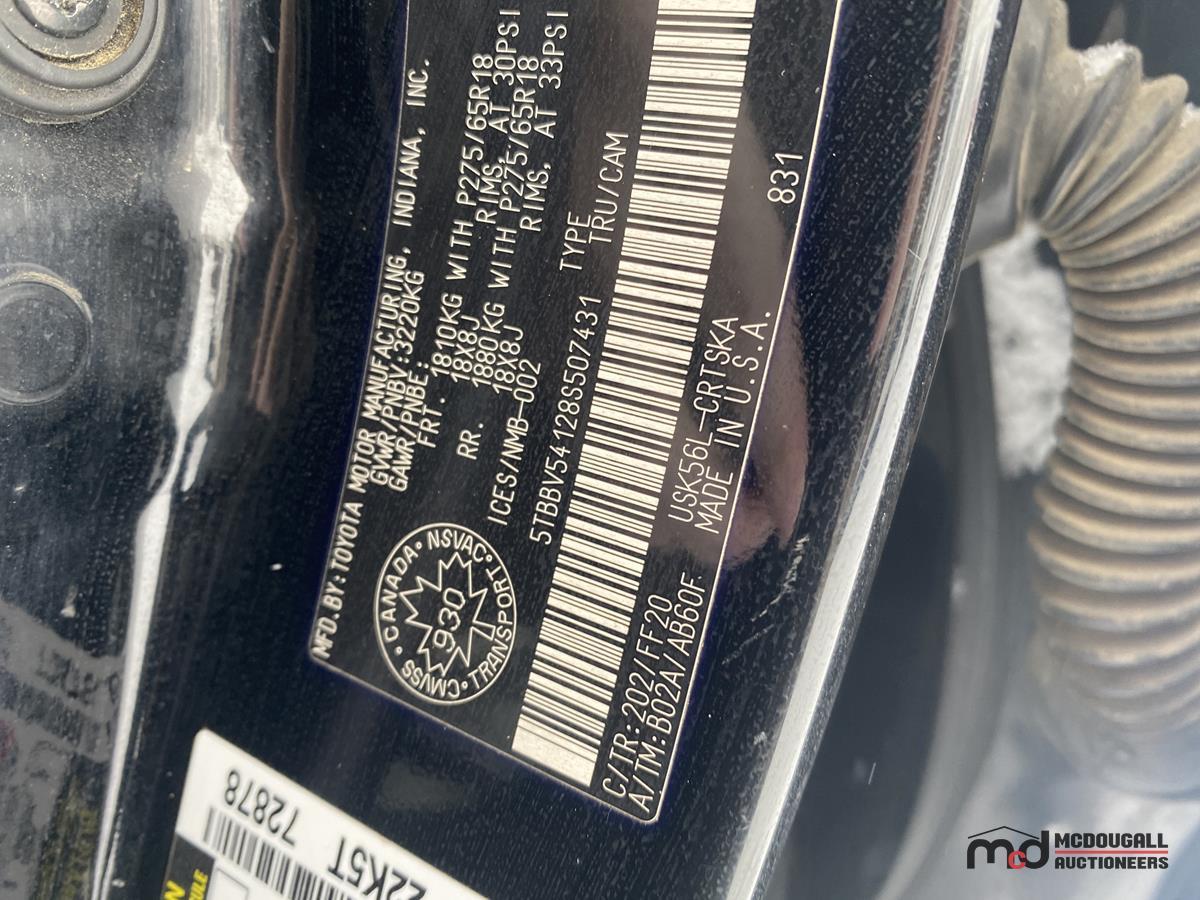 MFD.BY:TOYOTA MOTOR MANUFACTURING, INDIANA, INC.
GVWR/PNBV:3220KG
GAWR/PNBE:
FRT. 1810KG WITH P275/65R18
18X8J RIMS, AT 30PSI
RR. 1880KG WITH P275/65R18
18X8J RIMS, AT 33PSI
ICES/NMB-002
CANADA · NSVAC · TRANSPORT · CMVSS
930
5TBBV54128S507431 TYPE TRU/CAM
C/TR:202/FF20 USK56L-CRTSKA 831
A/TM:B02A/AB60F MADE IN U.S.A.
72878
22K5T
mcd MCDOUGALL
AUCTIONEERS